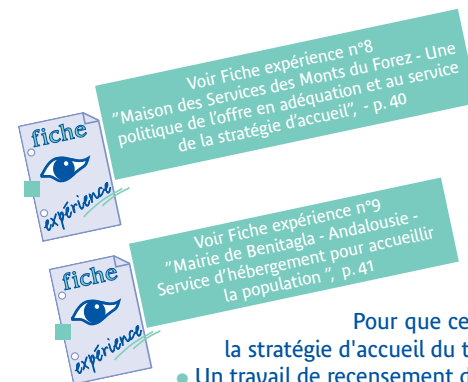 Voir Fiche expérience n°8
"Maison des Services des Monts du Forez - Une
politique de l'offre en adéquation et au service
de la stratégie d'accueil", - p. 40
fiche
expérience
Voir Fiche expérience n°9
"Mairie de Benitagla - Andalousie -
Service d'hébergement pour accueillir
la population ", p. 41
fiche
expérience
Pour que ce
la stratégie d'accueil du t
• Un travail de recensement d